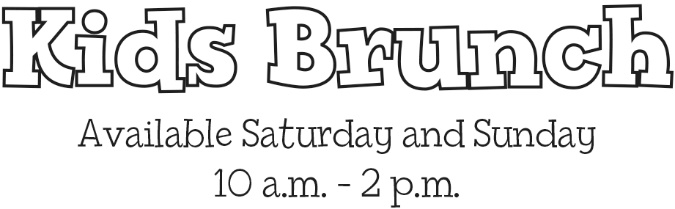 Kids Brunch
Available Saturday and Sunday
10 a.m. - 2 p.m.